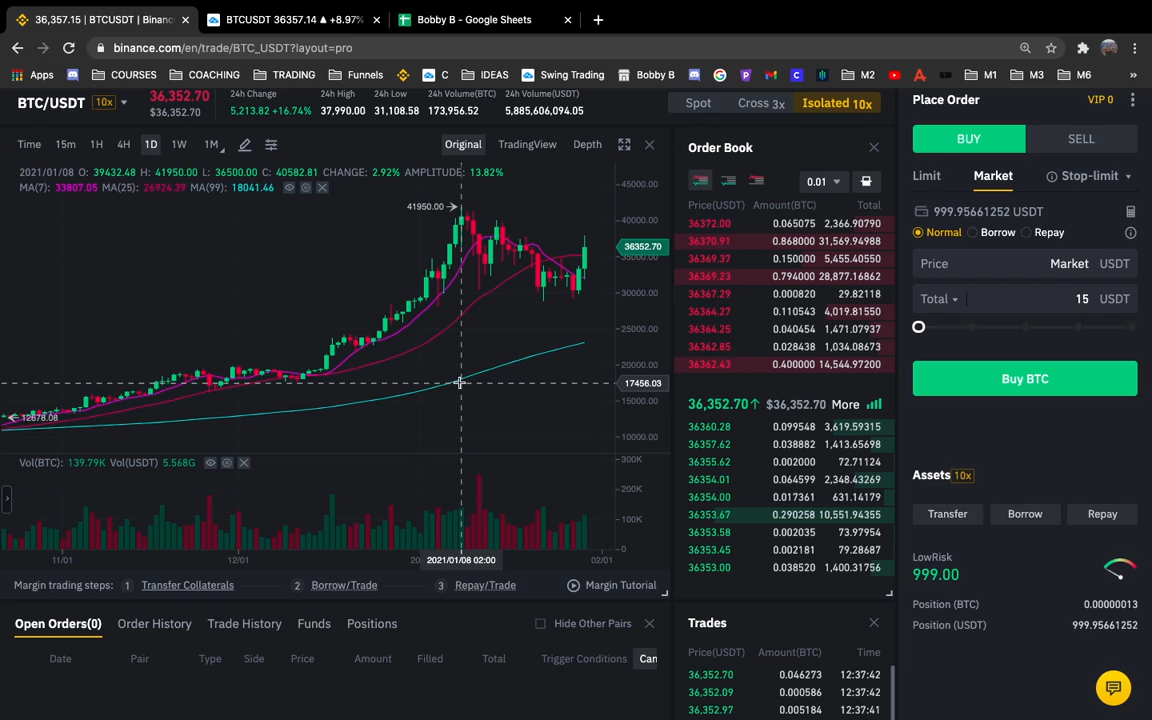 36,357.15 | BTCUSDT | Binanc
BTCUSDT 36357.14 ▲ +8.97%
Bobby B - Google Sheets
binance.com/en/trade/BTC_USDT?layout=pro
Apps COURSES COACHING TRADING Funnels C IDEAS Swing Trading Bobby B M2 M1 M3 M6 »
BTC/USDT 10x
36,352.70
$36,352.70
24h Change
5,213.82 +16.74%
24h High
37,990.00
24h Low
31,108.58
24h Volume(BTC)
173,956.52
24h Volume(USDT)
5,885,606,094.05
Spot Cross 3x Isolated 10x
Time 15m 1H 4H 1D 1W 1M
Original TradingView Depth
2021/01/08 O: 39432.48 H: 41950.00 L: 36500.00 C: 40582.81 CHANGE: 2.92% AMPLITUDE: 13.82%
MA(7): 33807.05 MA(25): 26924.39 MA(99): 18041.46
41950.00
12678.08
45000.00
40000.00
36352.70
35000.00
30000.00
25000.00
20000.00
17456.03
15000.00
10000.00
Vol(BTC): 139.79K Vol(USDT) 5.568G
300K
200K
100K
0
11/01 12/01 20 2021/01/08 02:00 02/01
Margin trading steps: 1 Transfer Collaterals 2 Borrow/Trade 3 Repay/Trade Margin Tutorial
Open Orders(0) Order History Trade History Funds Positions Hide Other Pairs
Date Pair Type Side Price Amount Filled Total Trigger Conditions Can
Order Book
0.01
Price(USDT) Amount(BTC) Total
36372.00 0.065075 2,366.90790
36370.91 0.868000 31,569.94988
36369.37 0.150000 5,455.40550
36369.23 0.794000 28,877.16862
36367.29 0.000820 29.82118
36364.27 0.110543 4,019.81550
36364.25 0.040454 1,471.07937
36362.85 0.028438 1,034.08673
36362.43 0.400000 14,544.97200
36,352.70↑ $36,352.70 More
36360.28 0.099548 3,619.59315
36357.62 0.038882 1,413.65698
36355.62 0.002000 72.71124
36354.01 0.064599 2,348.43269
36354.00 0.017361 631.14179
36353.67 0.290258 10,551.94355
36353.58 0.002035 73.97954
36353.45 0.002181 79.28687
36353.00 0.038520 1,400.31756
Trades
Price(USDT) Amount(BTC) Time
36,352.70 0.046273 12:37:42
36,352.09 0.000586 12:37:42
36,352.97 0.005184 12:37:41
Place Order VIP 0
BUY SELL
Limit Market Stop-limit
999.95661252 USDT
Normal Borrow Repay
Price Market USDT
Total 15 USDT
Buy BTC
Assets 10x
Transfer Borrow Repay
LowRisk
999.00
Position (BTC) 0.00000013
Position (USDT) 999.95661252